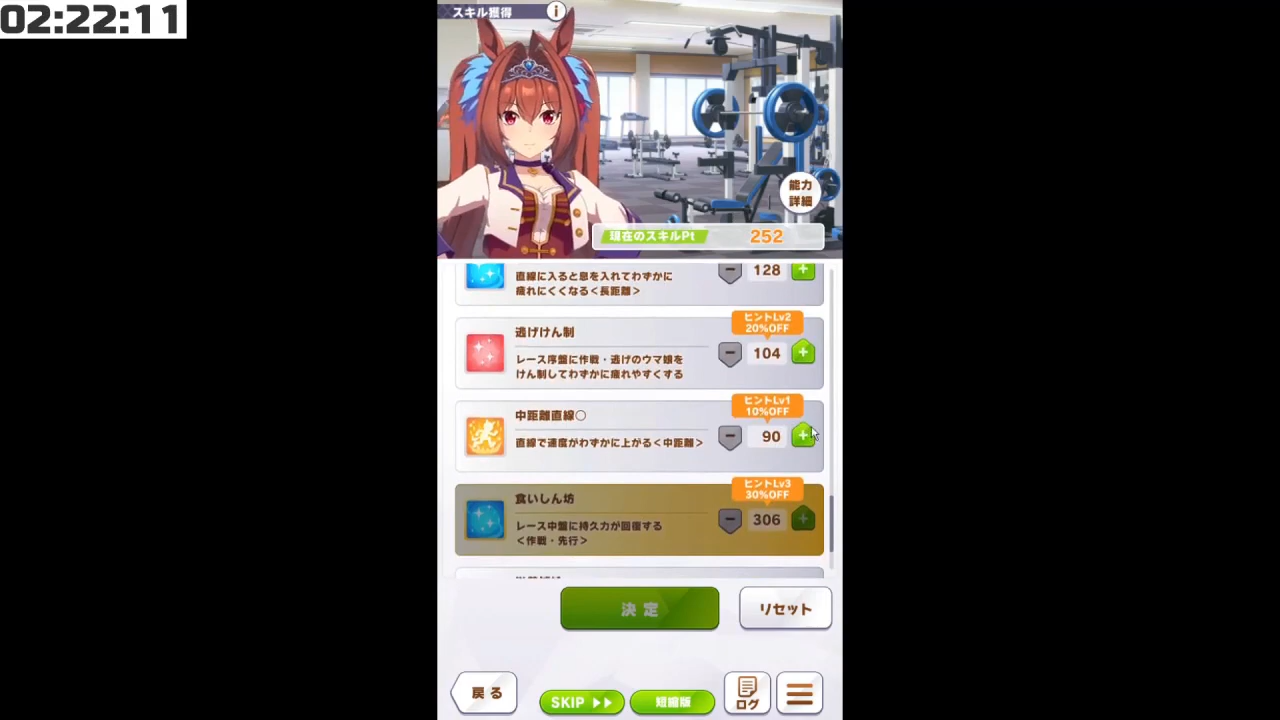 02:22:11
スキル獲得
i
能力
詳細
現在のスキルPt 252
直線に入ると息を入れてわずかに
疲れにくくなる<長距離>
128
逃げけん制
ヒントLv2
20%OFF
レース序盤に作戦・逃げのウマ娘を
けん制してわずかに疲れやすくする
104
中距離直線○
ヒントLv1
10%OFF
直線で速度がわずかに上がる<中距離>
90
食いしん坊
ヒントLv3
30%OFF
レース中盤に持久力が回復する
<作戦・先行>
306
決定
リセット
戻る
SKIP
短縮版
ログ